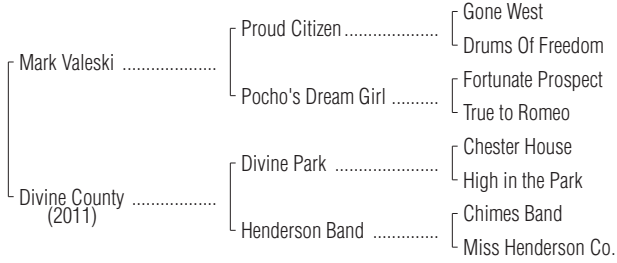 Gone West
Proud Citizen ....................
Drums Of Freedom
Mark Valeski ....................
Fortunate Prospect
Pocho's Dream Girl ..........
True to Romeo
Chester House
Divine Park ......................
High in the Park
Divine County ..................
(2011)
Chimes Band
Henderson Band ..............
Miss Henderson Co.